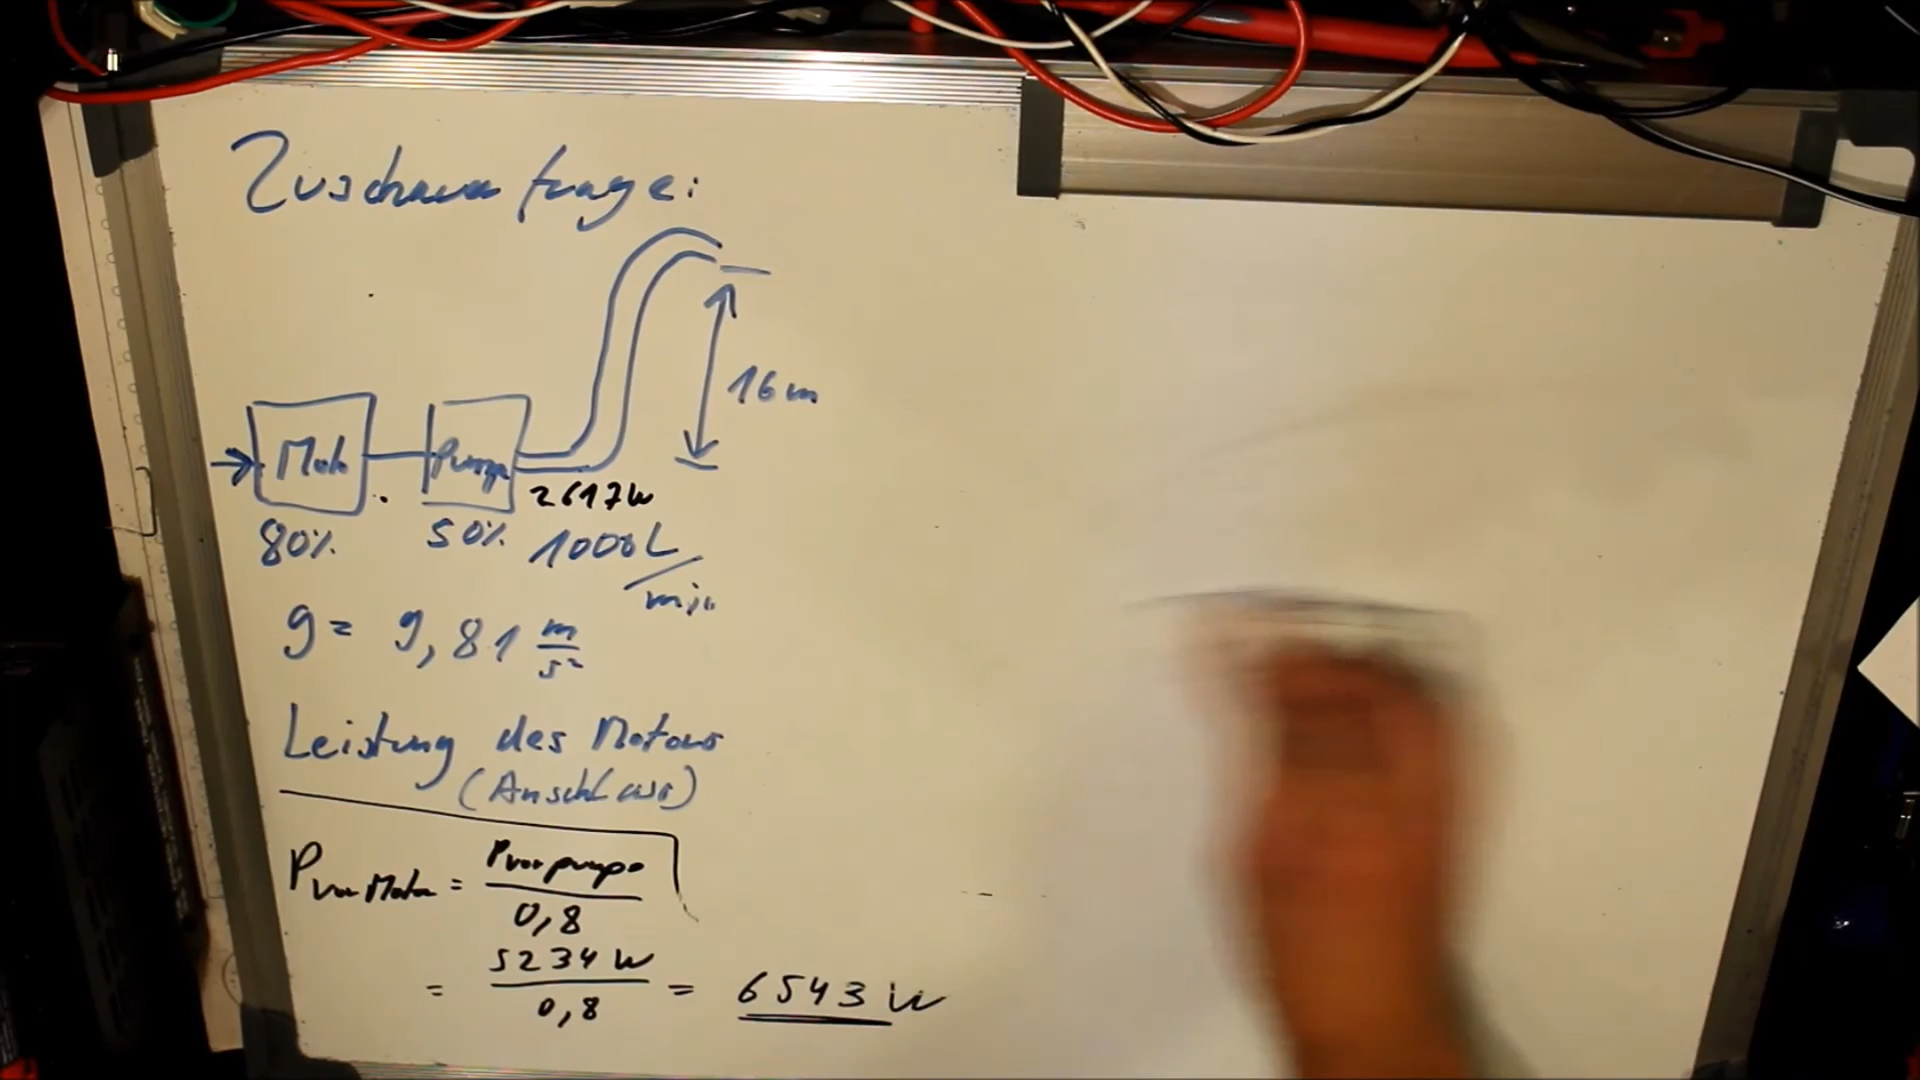 Zuschauerfrage:
16m
Motor
Pumpe
2617W
80%
50%
1000L/min
g = 9,81 m/s²
Leistung des Motors
(Anschluss)
P vor Motor = P vor pumpe / 0,8
= 5234 W / 0,8 = 6543 W